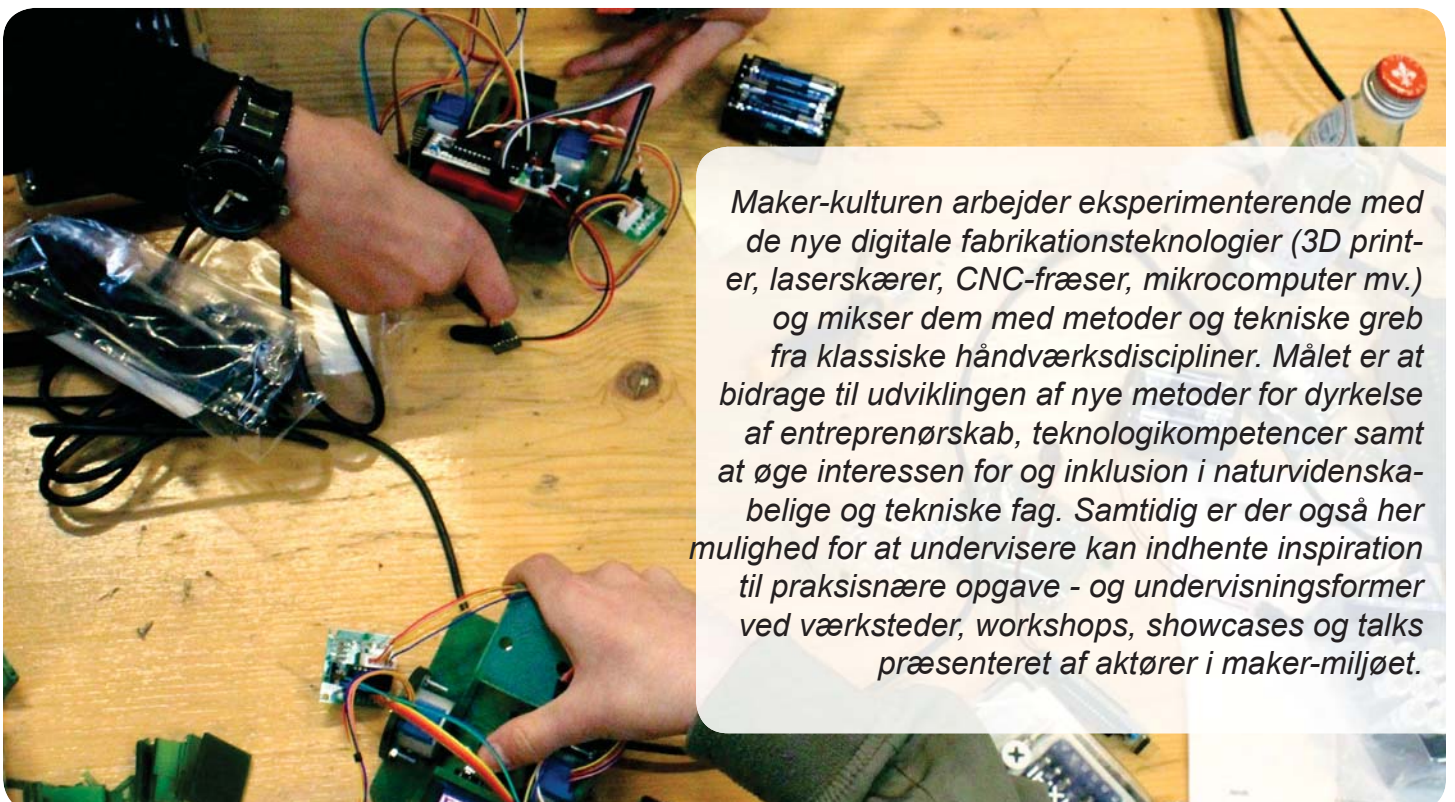 Maker-kulturen arbejder eksperimenterende med
de nye digitale fabrikationsteknologier (3D print-
er, laserskærer, CNC-fræser, mikrocomputer mv.)
og mikser dem med metoder og tekniske greb
fra klassiske håndværksdiscipliner. Målet er at
bidrage til udviklingen af nye metoder for dyrkelse
af entreprenørskab, teknologikompetencer samt
at øge interessen for og inklusion i naturvidenska-
belige og tekniske fag. Samtidig er der også her
mulighed for at undervisere kan indhente inspiration
til praksisnære opgave - og undervisningsformer
ved værksteder, workshops, showcases og talks
præsenteret af aktører i maker-miljøet.